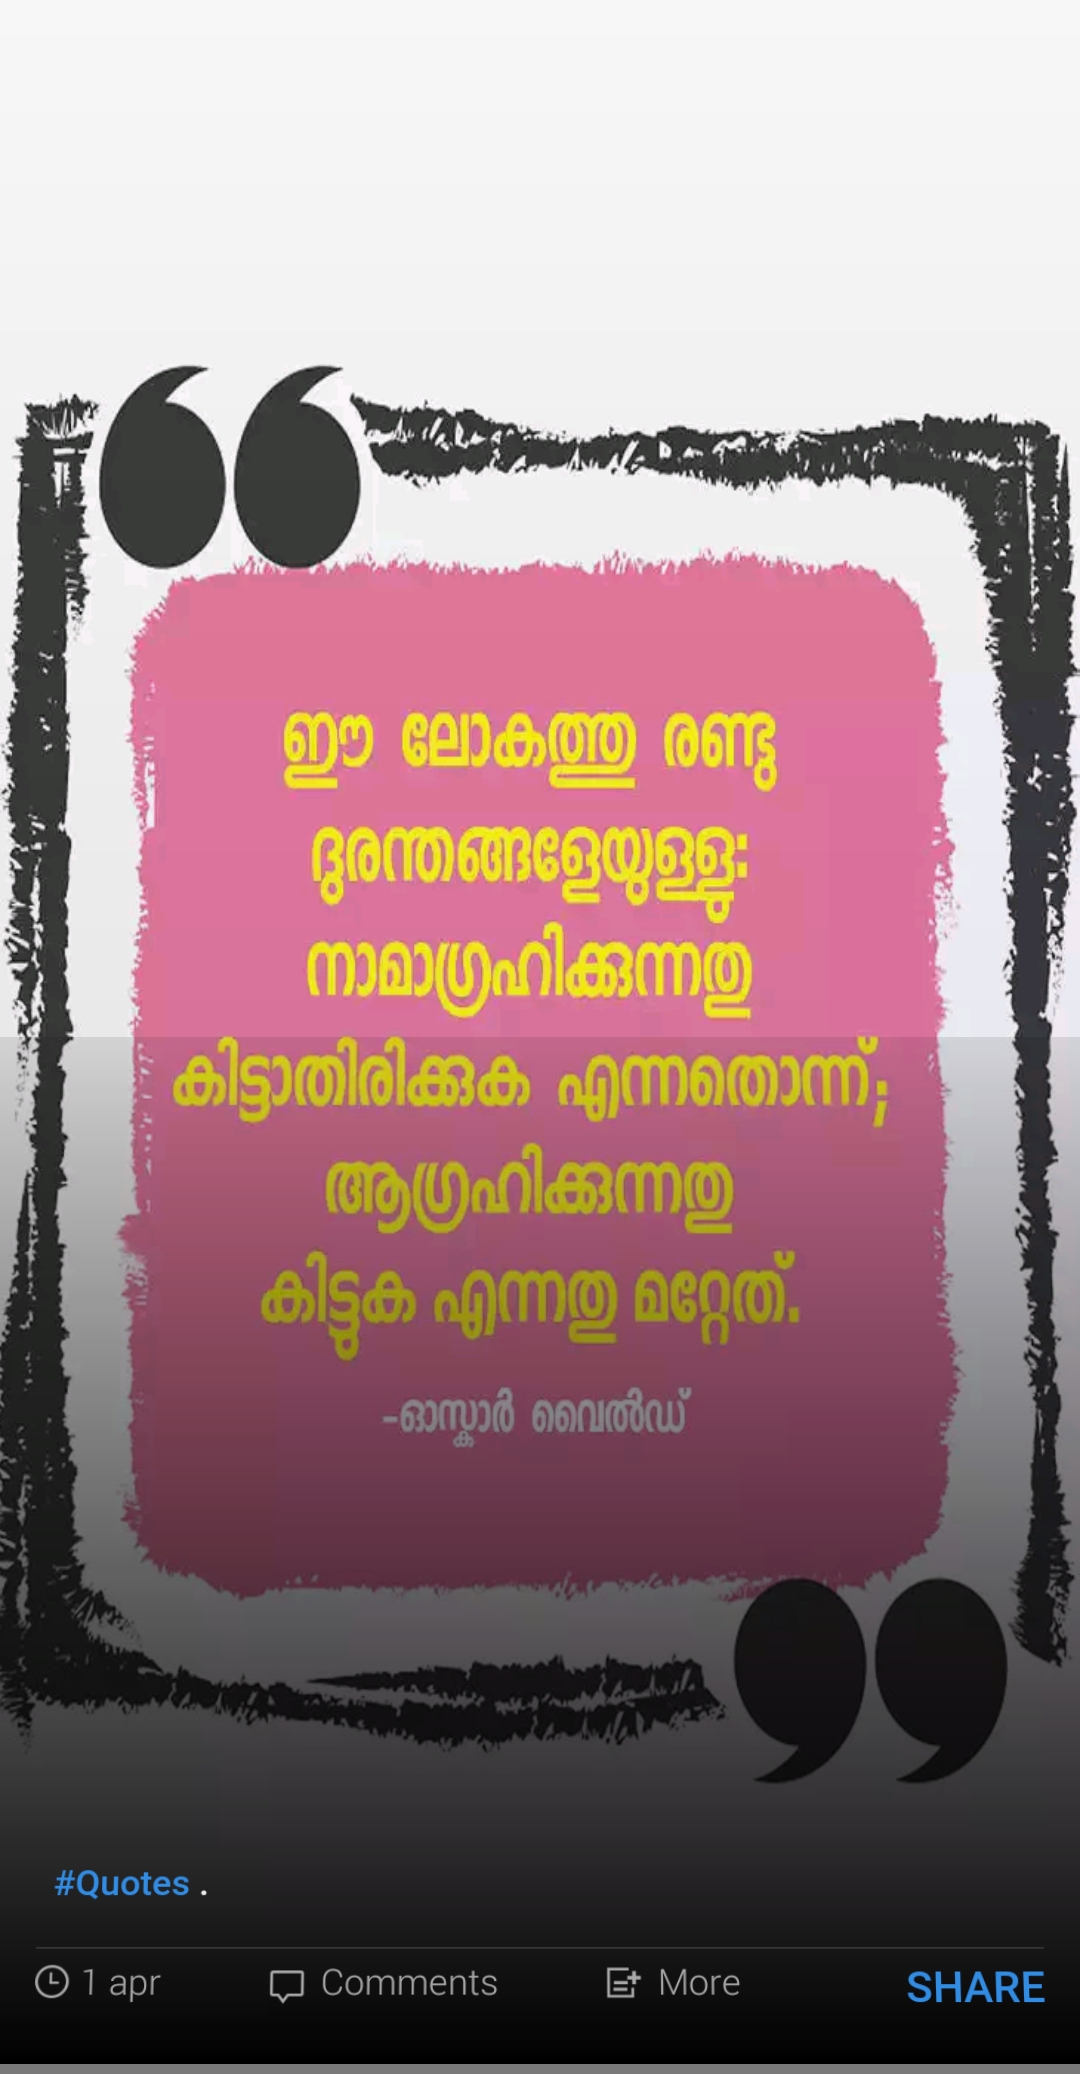 ഈ ലോകത്തു രണ്ടു
ദുരന്തങ്ങളേയുള്ളൂ:
നാമാഗ്രഹിക്കുന്നതു
കിട്ടാതിരിക്കുക എന്നതൊന്ന്;
ആഗ്രഹിക്കുന്നതു
കിട്ടുക എന്നതു മറ്റേത്.
-ഓസ്കാർ വൈൽഡ്
#Quotes .
1 apr Comments More SHARE